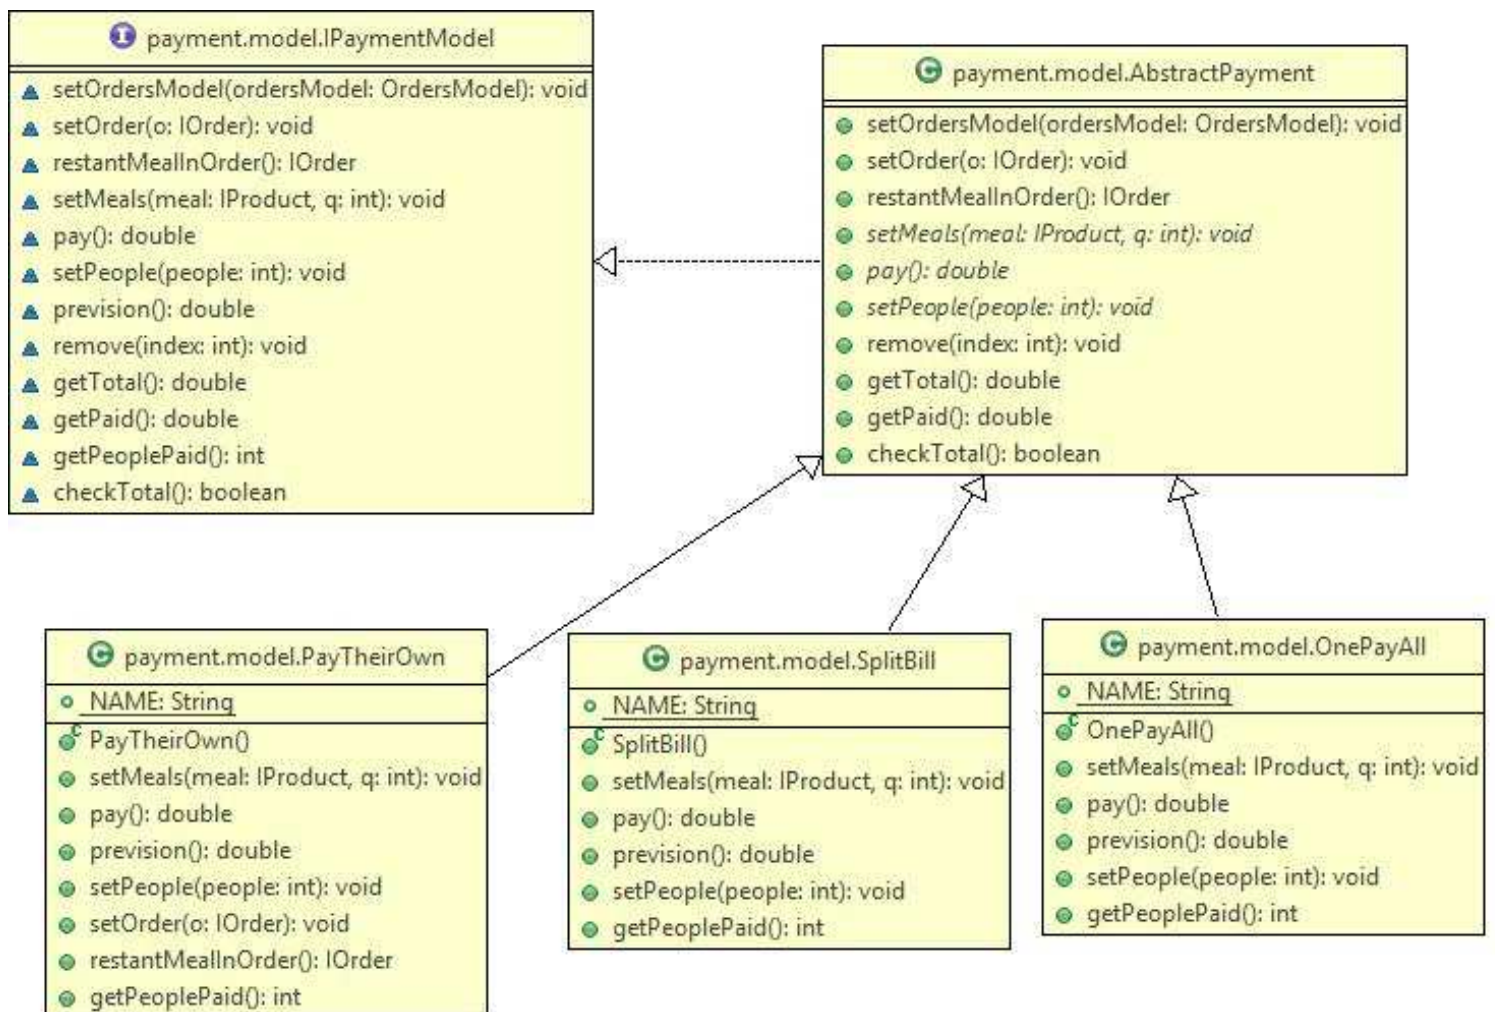 I payment.model.IPaymentModel
setOrdersModel(ordersModel: OrdersModel): void
setOrder(o: IOrder): void
restantMealInOrder(): IOrder
setMeals(meal: IProduct, q: int): void
pay(): double
setPeople(people: int): void
prevision(): double
remove(index: int): void
getTotal(): double
getPaid(): double
getPeoplePaid(): int
checkTotal(): boolean
C payment.model.AbstractPayment
setOrdersModel(ordersModel: OrdersModel): void
setOrder(o: IOrder): void
restantMealInOrder(): IOrder
setMeals(meal: IProduct, q: int): void
pay(): double
setPeople(people: int): void
remove(index: int): void
getTotal(): double
getPaid(): double
checkTotal(): boolean
C payment.model.PayTheirOwn
NAME: String
C PayTheirOwn()
setMeals(meal: IProduct, q: int): void
pay(): double
prevision(): double
setPeople(people: int): void
setOrder(o: IOrder): void
restantMealInOrder(): IOrder
getPeoplePaid(): int
C payment.model.SplitBill
NAME: String
C SplitBill()
setMeals(meal: IProduct, q: int): void
pay(): double
prevision(): double
setPeople(people: int): void
getPeoplePaid(): int
C payment.model.OnePayAll
NAME: String
C OnePayAll()
setMeals(meal: IProduct, q: int): void
pay(): double
prevision(): double
setPeople(people: int): void
getPeoplePaid(): int